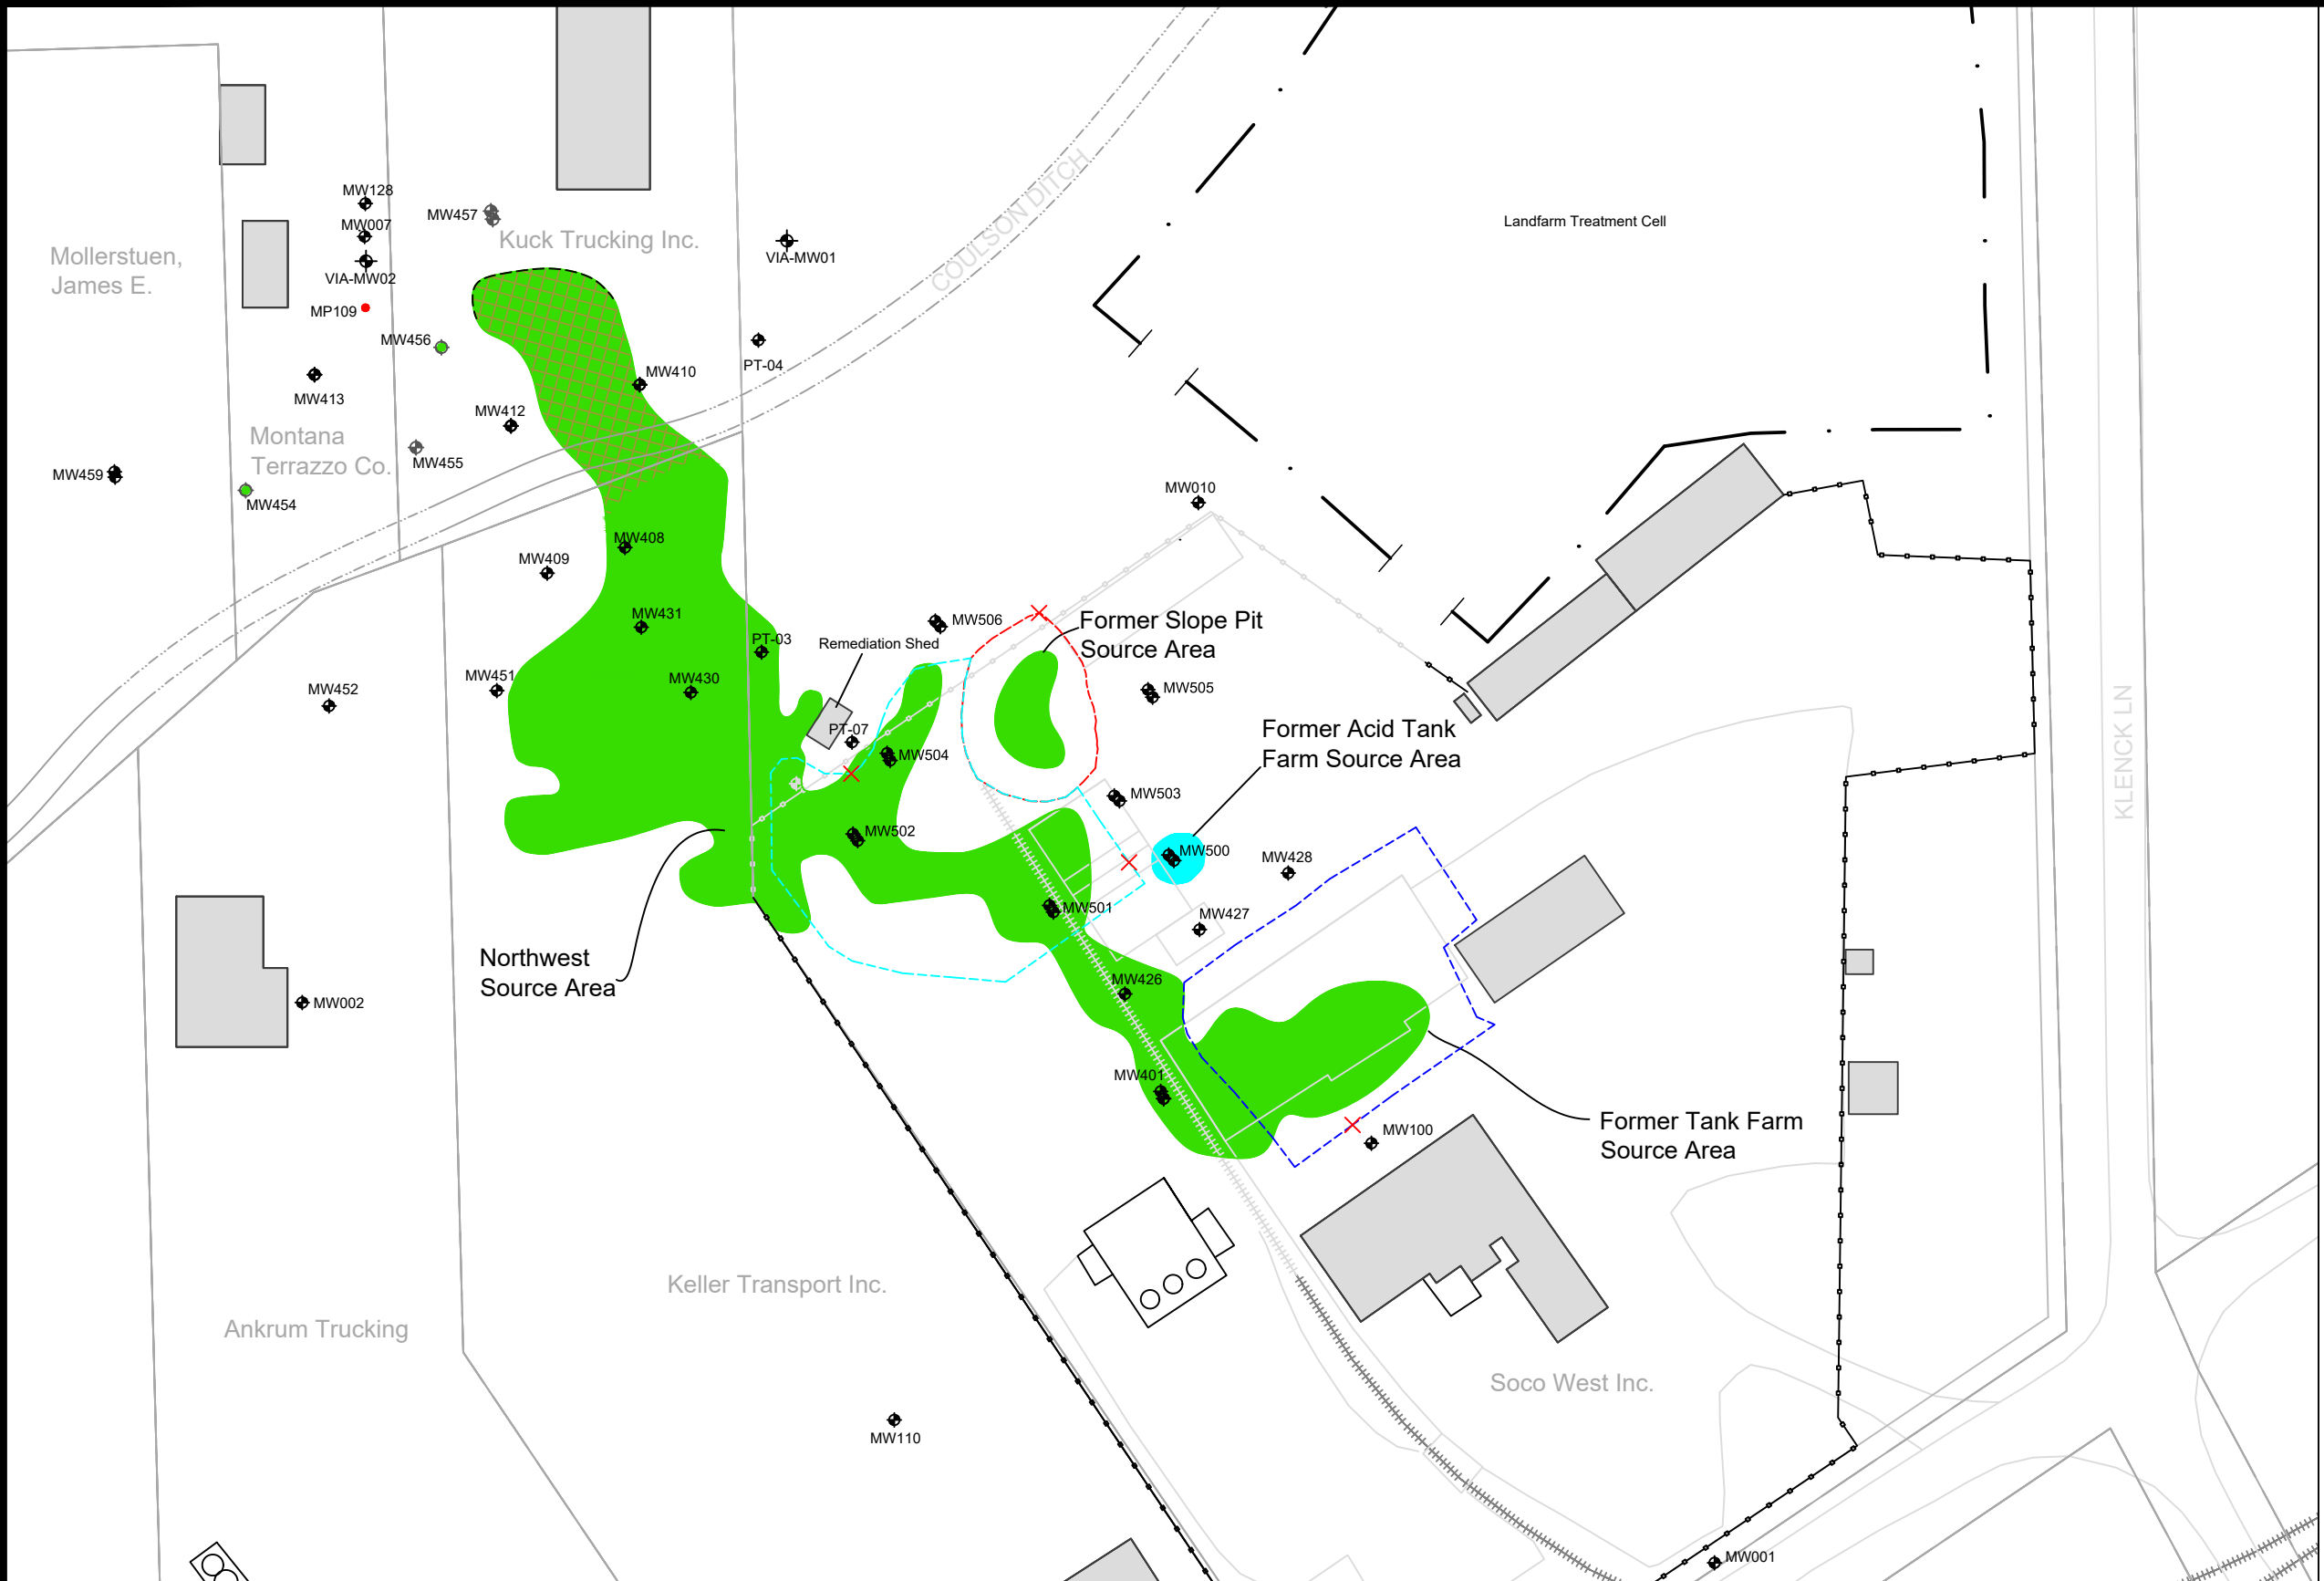 MW128
MW007
VIA-MW02
MP109
MW457
Kuck Trucking Inc.
VIA-MW01
COULSON DITCH
Landfarm Treatment Cell
Mollerstuen,
James E.
MW456
MW413
MW410
PT-04
MW412
Montana
Terrazzo Co.
MW455
MW459
MW454
MW010
MW408
MW409
MW431
PT-03
Remediation Shed
MW506
Former Slope Pit
Source Area
MW451
MW452
MW430
MW505
PT-07
MW504
Former Acid Tank
Farm Source Area
MW503
KLENCK LN
MW502
MW500
MW428
MW501
MW427
Northwest
Source Area
MW426
MW002
MW401
MW100
Former Tank Farm
Source Area
Keller Transport Inc.
Ankrum Trucking
Soco West Inc.
MW110
MW001